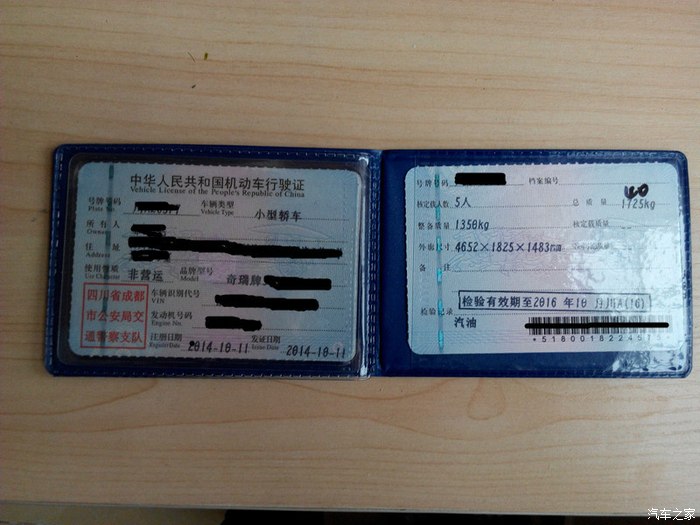 中华人民共和国机动车行驶证
Vehicle License of the People's Republic of China
号牌号码 车辆类型 小型轿车
Plate No. Vehicle Type
所有人
Owner
住址
Address
使用性质 非营运 品牌型号 奇瑞牌
Use Character Model
四川省成都
市公安局交
通警察支队
车辆识别代号
VIN
发动机号码
Engine No.
注册日期 2014-10-11 发证日期 2014-10-11
Register Date Issue Date
号牌号码 档案编号
核定载人数 5人 总质量 1725kg
整备质量 1350kg 核定载质量
外廓尺寸 4652×1825×1483
备注
检验有效期至2016年10月
检验记录
汽油
汽车之家